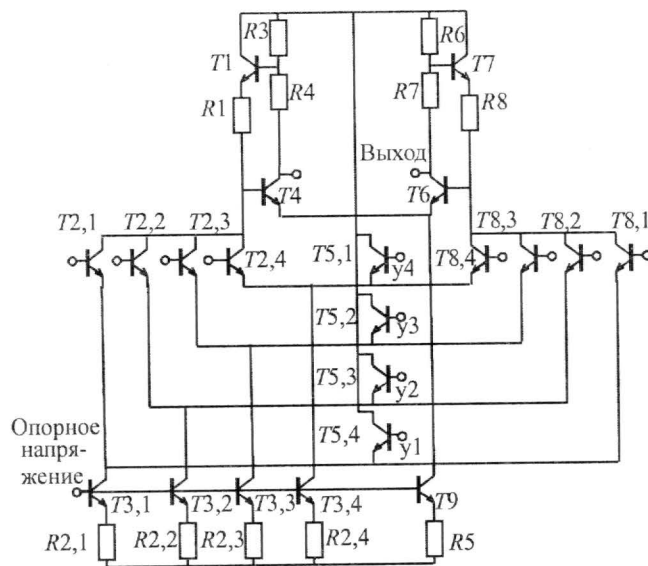 R3
R6
T1
T7
R4
R7
R1
R8
Выход
T4
T6
T2,1
T2,2
T2,3
T8,3
T8,2
T8,1
T2,4
T5,1
T8,4
у4
T5,2
у3
T5,3
у2
Опорное
напря-
жение
T5,4
у1
T3,1
T3,2
T3,3
T3,4
T9
R2,1
R2,2
R2,3
R2,4
R5